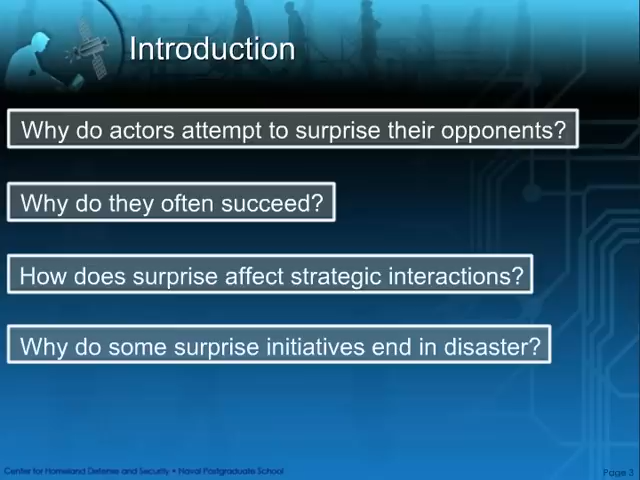 Introduction
Why do actors attempt to surprise their opponents?
Why do they often succeed?
How does surprise affect strategic interactions?
Why do some surprise initiatives end in disaster?
Center for Homeland Defense and Security • Naval Postgraduate School
Page 3